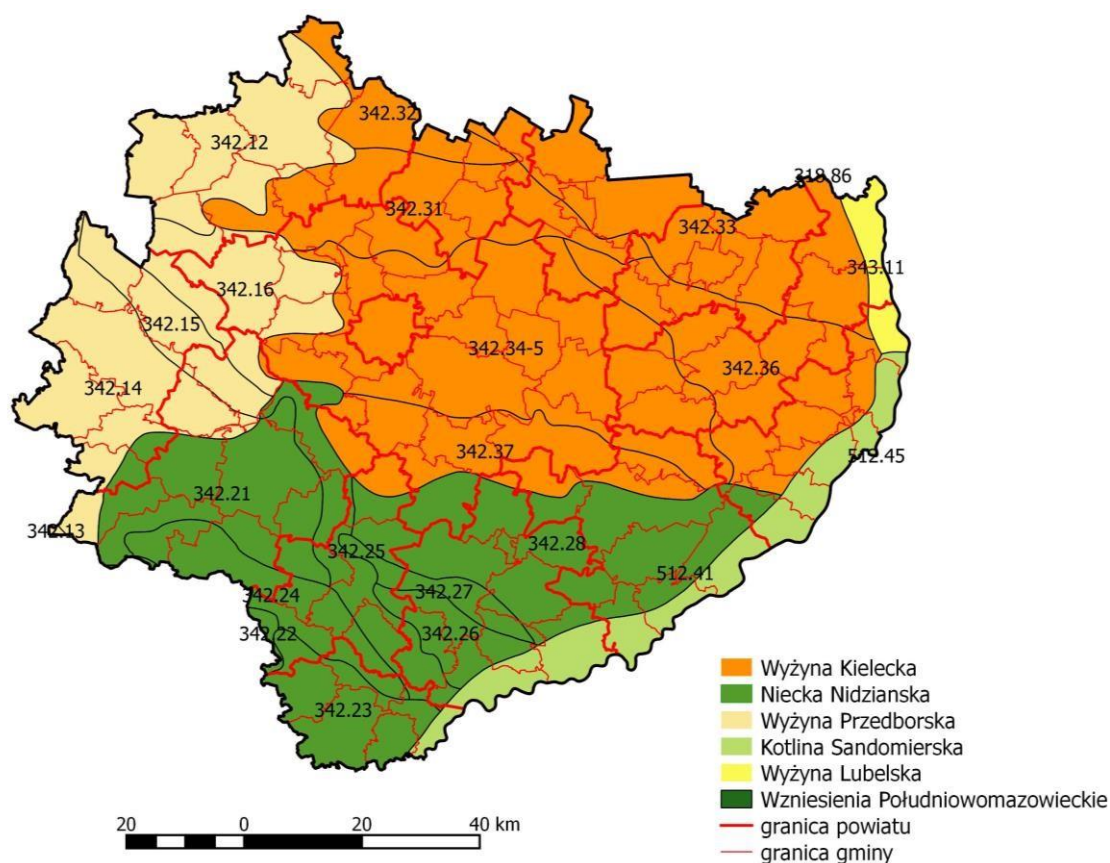 342.32
342.12
318.86
342.31
342.33
343.11
342.16
342.15
342.34-5
342.36
342.14
342.37
512.45
342.21
342.13
342.25
342.28
512.41
342.24
342.27
342.22
342.26
342.23
Wyżyna Kielecka
Niecka Nidzianska
Wyżyna Przedborska
Kotlina Sandomierska
Wyżyna Lubelska
Wzniesienia Południowomazowieckie
granica powiatu
granica gminy
20 0 20 40 km